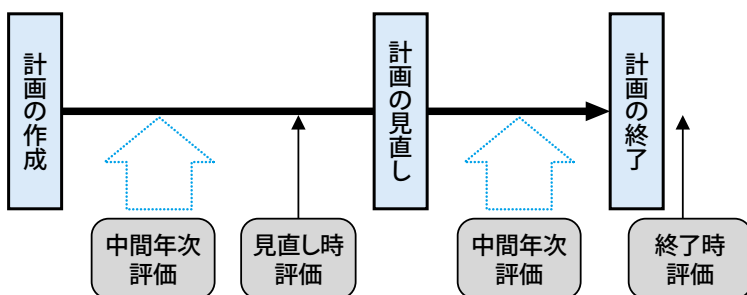 計画の作成
計画の見直し
計画の終了
中間年次
評価
見直し時
評価
中間年次
評価
終了時
評価